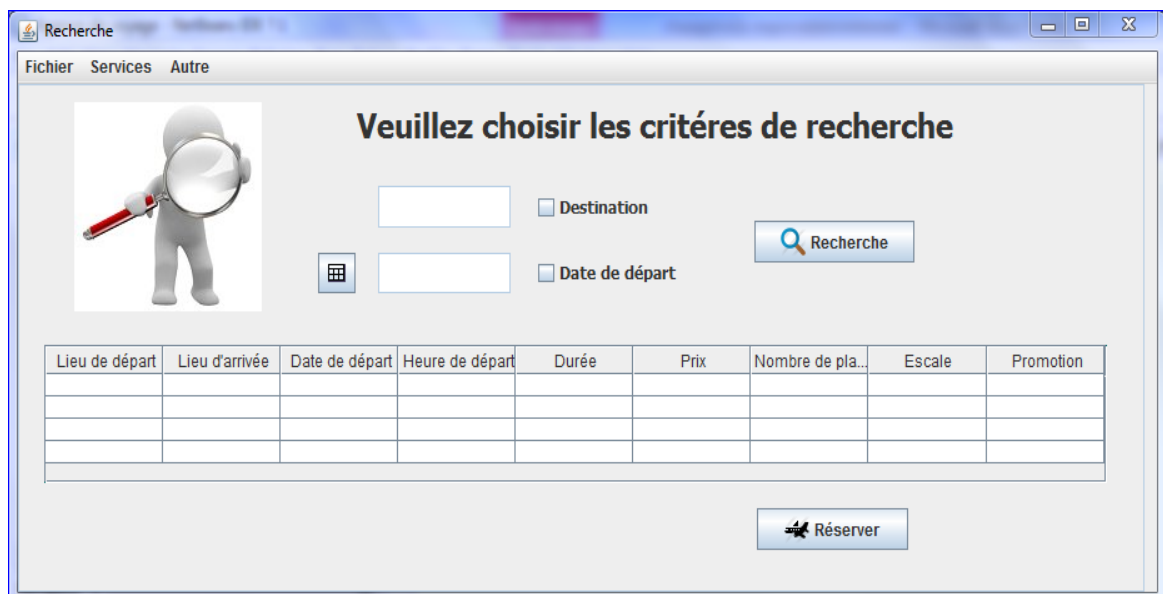 Recherche
Fichier Services Autre
Veuillez choisir les critéres de recherche
Destination
Recherche
Date de départ
Lieu de départ Lieu d'arrivée Date de départ Heure de départ Durée Prix Nombre de pla... Escale Promotion
Réserver